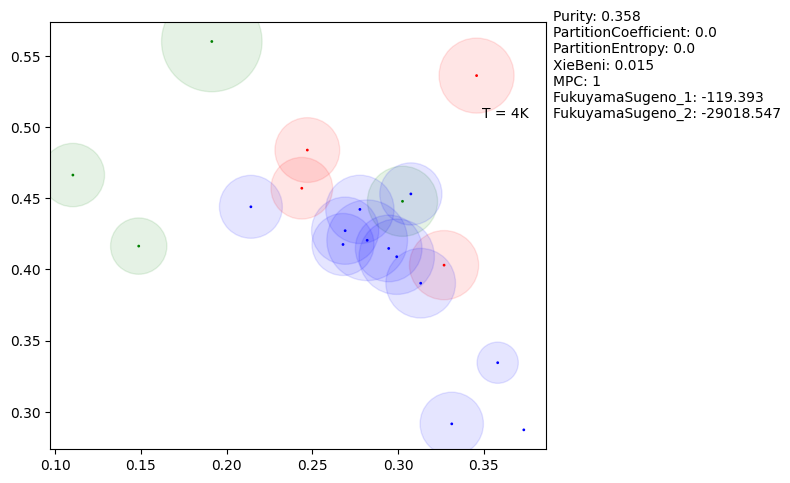 Purity: 0.358
PartitionCoefficient: 0.0
PartitionEntropy: 0.0
XieBeni: 0.015
MPC: 1
FukuyamaSugeno_1: -119.393
FukuyamaSugeno_2: -29018.547
T = 4K
0.55
0.50
0.45
0.40
0.35
0.30
0.10 0.15 0.20 0.25 0.30 0.35